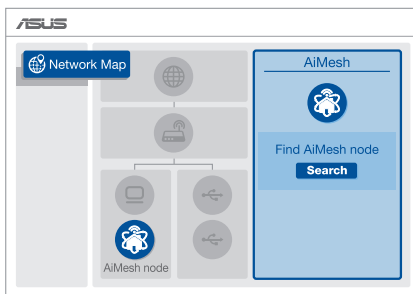 ASUS
Network Map
AiMesh
Find AiMesh node
Search
AiMesh node